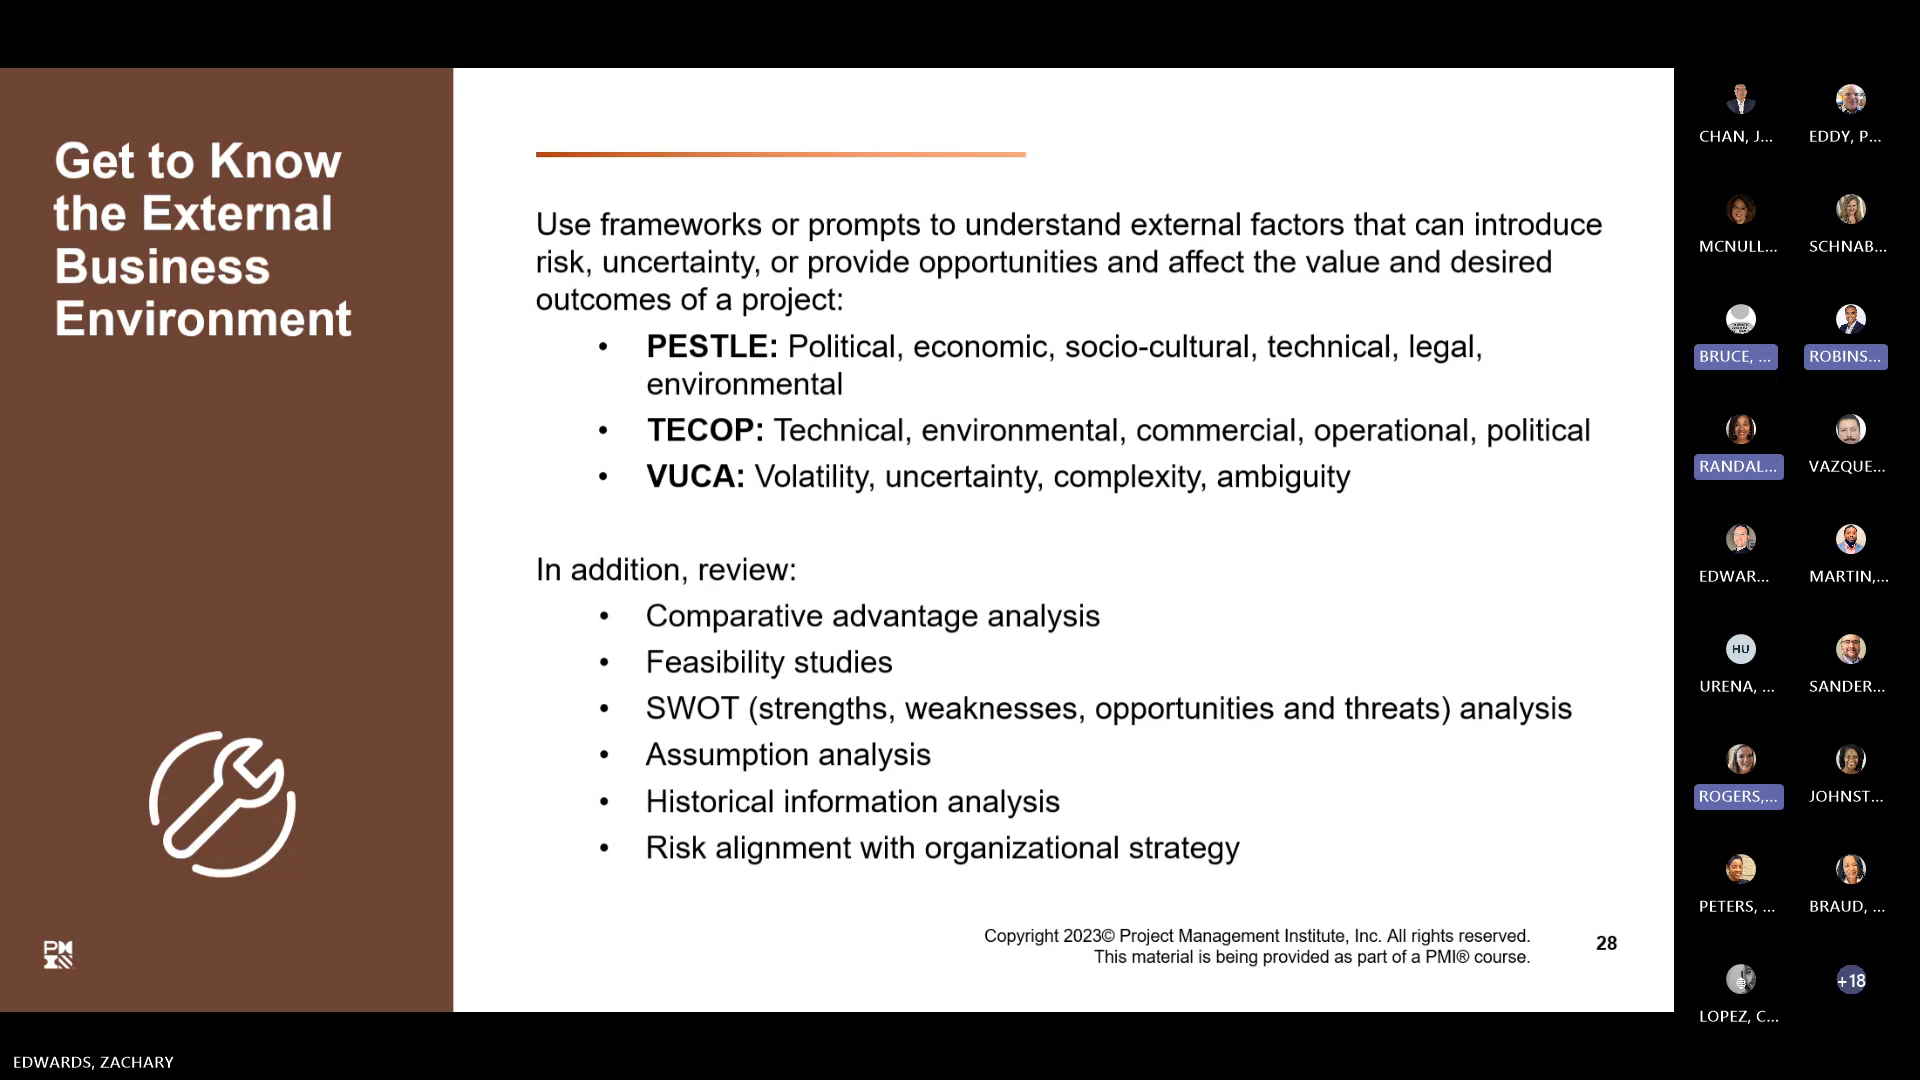 Get to Know
the External
Business
Environment
Use frameworks or prompts to understand external factors that can introduce
risk, uncertainty, or provide opportunities and affect the value and desired
outcomes of a project:
• PESTLE: Political, economic, socio-cultural, technical, legal,
environmental
• TECOP: Technical, environmental, commercial, operational, political
• VUCA: Volatility, uncertainty, complexity, ambiguity
In addition, review:
• Comparative advantage analysis
• Feasibility studies
• SWOT (strengths, weaknesses, opportunities and threats) analysis
• Assumption analysis
• Historical information analysis
• Risk alignment with organizational strategy
Copyright 2023© Project Management Institute, Inc. All rights reserved.
This material is being provided as part of a PMI® course.
28
CHAN, J...
EDDY, P...
MCNULL...
SCHNAB...
BRUCE, ...
ROBINS...
RANDAL...
VAZQUE...
EDWAR...
MARTIN,...
HU
URENA, ...
SANDER...
ROGERS,...
JOHNST...
PETERS, ...
BRAUD, ...
LOPEZ, C...
+18
EDWARDS, ZACHARY